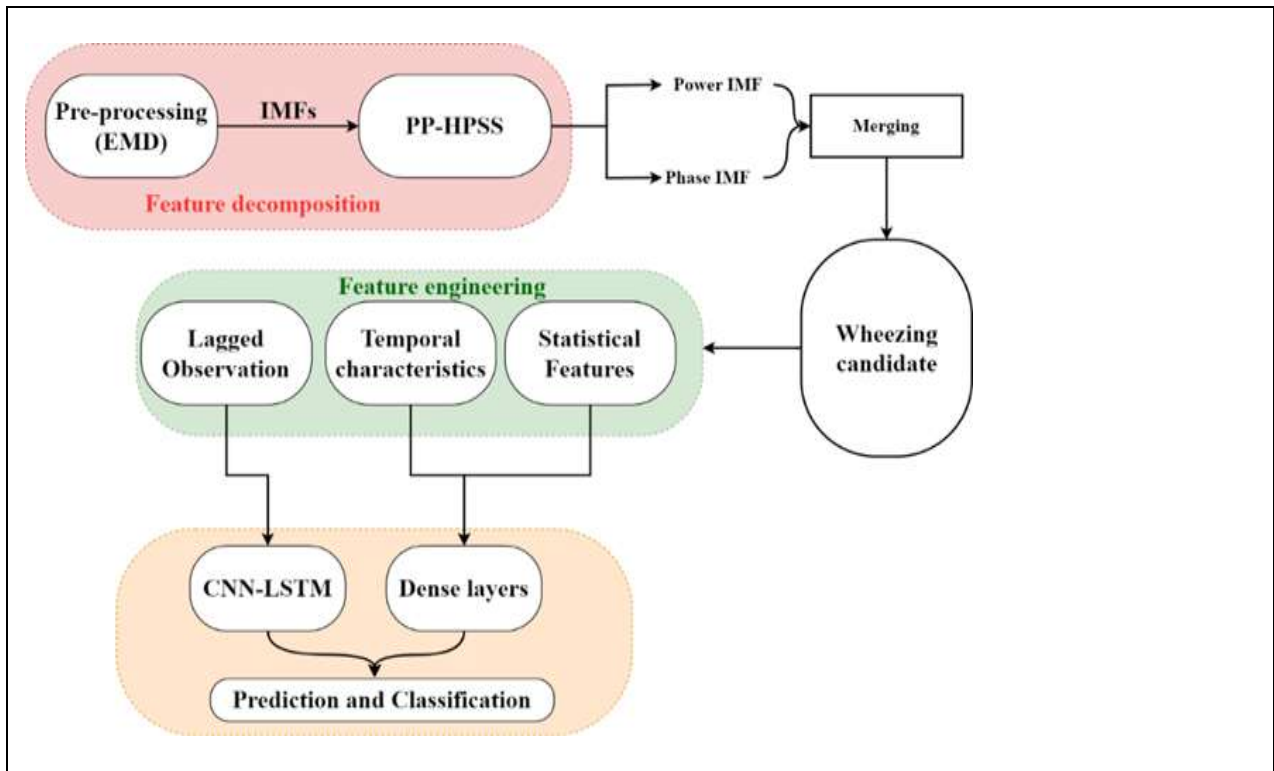 Pre-processing
(EMD)
IMFs
PP-HPSS
Feature decomposition
Power IMF
Phase IMF
Merging
Wheezing
candidate
Feature engineering
Lagged
Observation
Temporal
characteristics
Statistical
Features
CNN-LSTM
Dense layers
Prediction and Classification